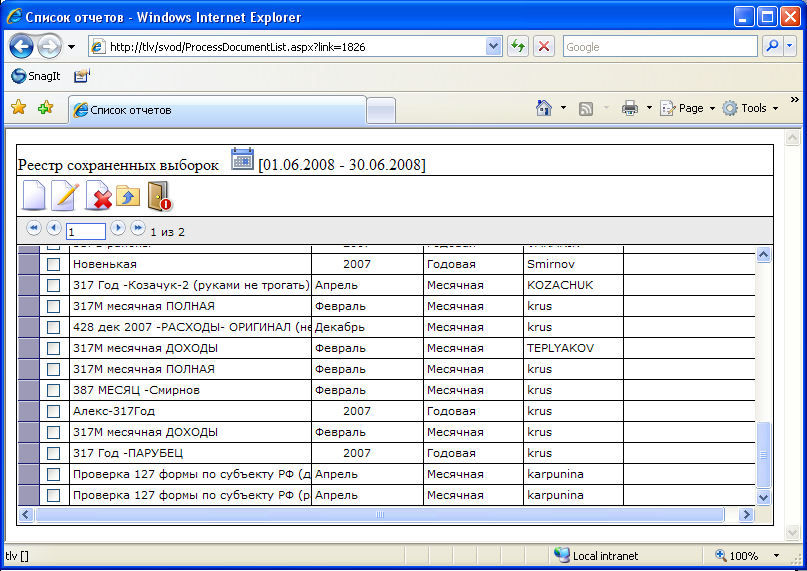 Список отчетов - Windows Internet Explorer
http://tlv/svod/ProcessDocumentList.aspx?link=1826
Google
SnagIt
Список отчетов
Page
Tools
Реестр сохраненных выборок [01.06.2008 - 30.06.2008]
1 1 из 2
Новенькая 2007 Годовая Smirnov
317 Год -Козачук-2 (руками не трогать) Апрель Месячная KOZACHUK
317М месячная ПОЛНАЯ Февраль Месячная krus
428 дек 2007 -РАСХОДЫ- ОРИГИНАЛ (не Декабрь Месячная krus
317М месячная ДОХОДЫ Февраль Месячная TEPLYAKOV
317М месячная ПОЛНАЯ Февраль Месячная krus
387 МЕСЯЦ -Смирнов Февраль Месячная krus
Алекс-317Год 2007 Годовая krus
317М месячная ДОХОДЫ Февраль Месячная krus
317 Год -ПАРУБЕЦ 2007 Годовая krus
Проверка 127 формы по субъекту РФ (д Апрель Месячная karpunina
Проверка 127 формы по субъекту РФ (р Апрель Месячная karpunina
tlv [] Local intranet 100%